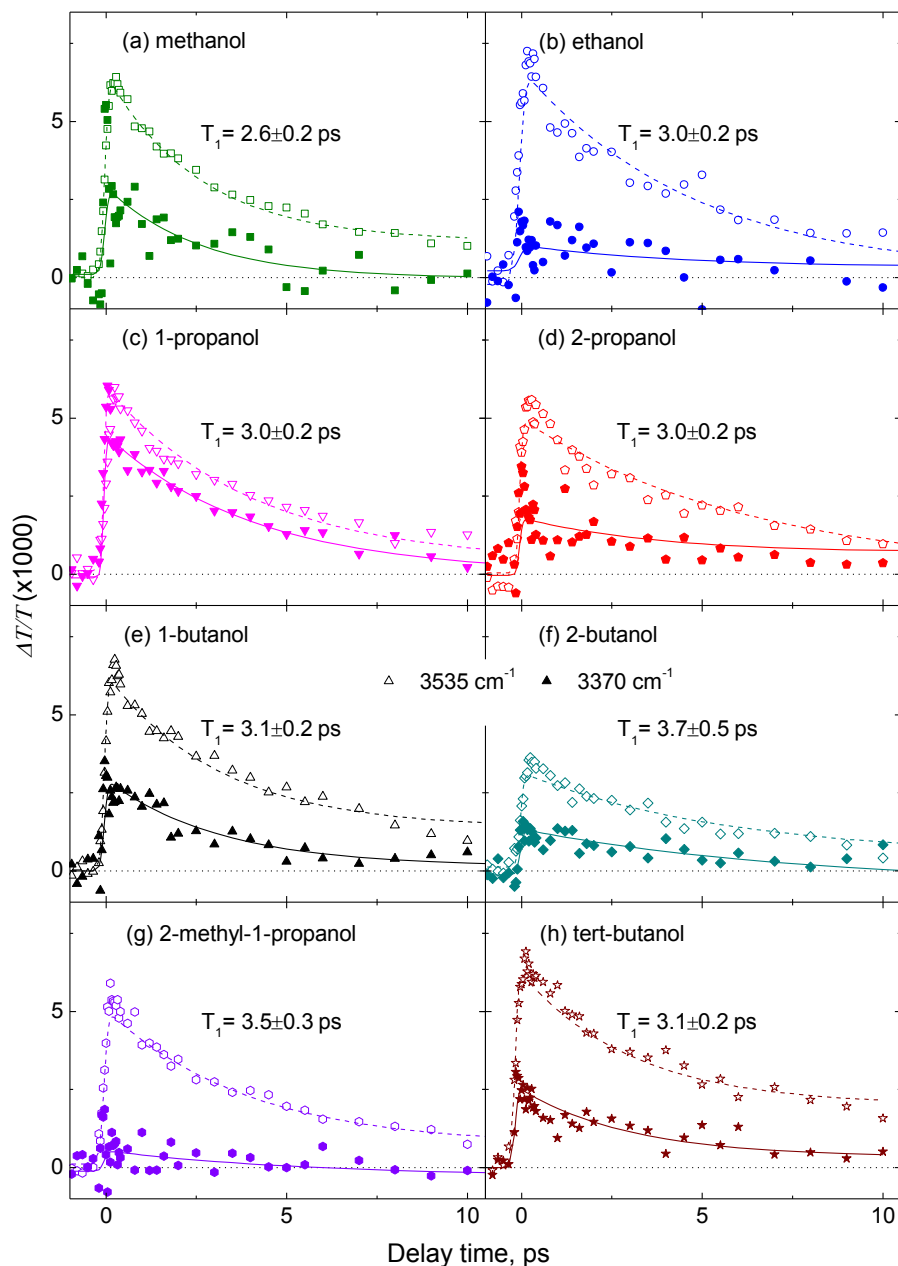 (a) methanol
(b) ethanol
5
T₁= 2.6±0.2 ps
T₁= 3.0±0.2 ps
0
(c) 1-propanol
(d) 2-propanol
5
T₁= 3.0±0.2 ps
T₁= 3.0±0.2 ps
0
ΔT/T (x1000)
(e) 1-butanol
(f) 2-butanol
3535 cm⁻¹ 3370 cm⁻¹
5
T₁= 3.1±0.2 ps
T₁= 3.7±0.5 ps
0
(g) 2-methyl-1-propanol
(h) tert-butanol
5
T₁= 3.5±0.3 ps
T₁= 3.1±0.2 ps
0
0 5 10 0 5 10
Delay time, ps